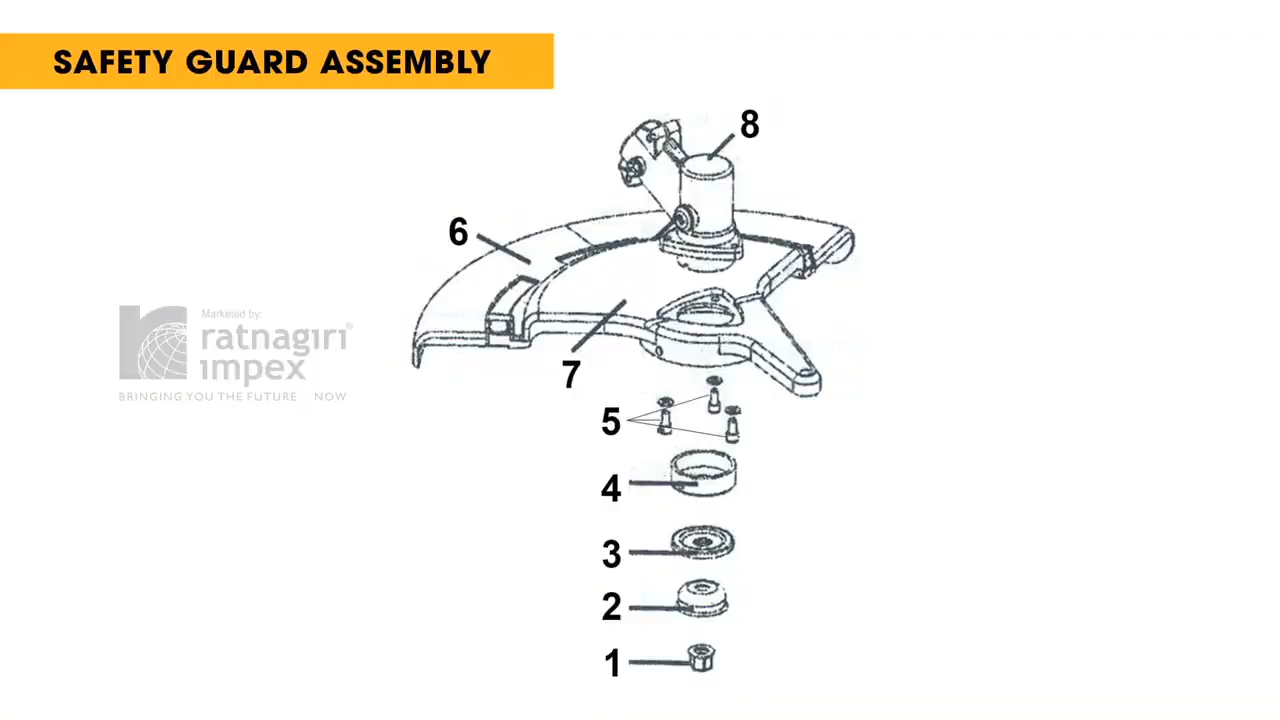 SAFETY GUARD ASSEMBLY
8
6
Marketed by:
ratnagiri®
impex
BRINGING YOU THE FUTURE NOW
7
5
4
3
2
1